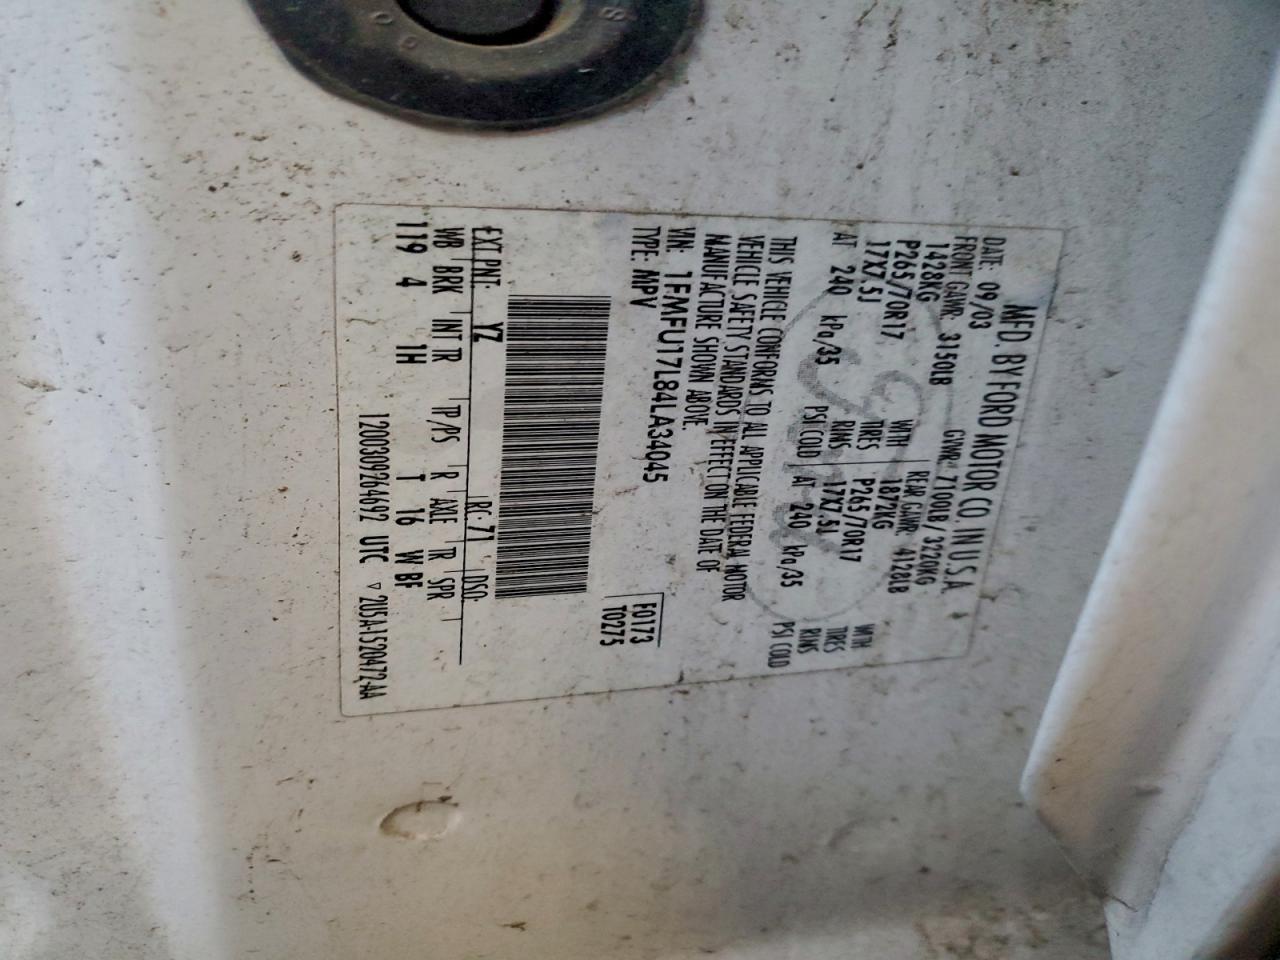 MFD. BY FORD MOTOR CO. IN U.S.A.
DATE: 09/03 GVWR: 7100LB/ 3220KG
FRONT GAWR: 3150LB REAR GAWR: 4128LB
1428KG WITH 1872KG WITH
P265/70R17 TIRES P265/70R17 TIRES
17X7.5J RIMS 17X7.5J RIMS
AT 240 kPa/35 PSI COLD AT 240 kPa/35 PSI COLD
THIS VEHICLE CONFORMS TO ALL APPLICABLE FEDERAL MOTOR
VEHICLE SAFETY STANDARDS IN EFFECT ON THE DATE OF
MANUFACTURE SHOWN ABOVE.
VIN: 1FMFU17L84LA34045
TYPE: MPV
F0173
T0275
EXT PNT: YZ RC: 71 DSO:
WB BRK INT TR TP/PS R AXLE TR SPR
119 4 1H T 16 W BF
1200309264692 UTC ▽ 2U5A-1520472-AA